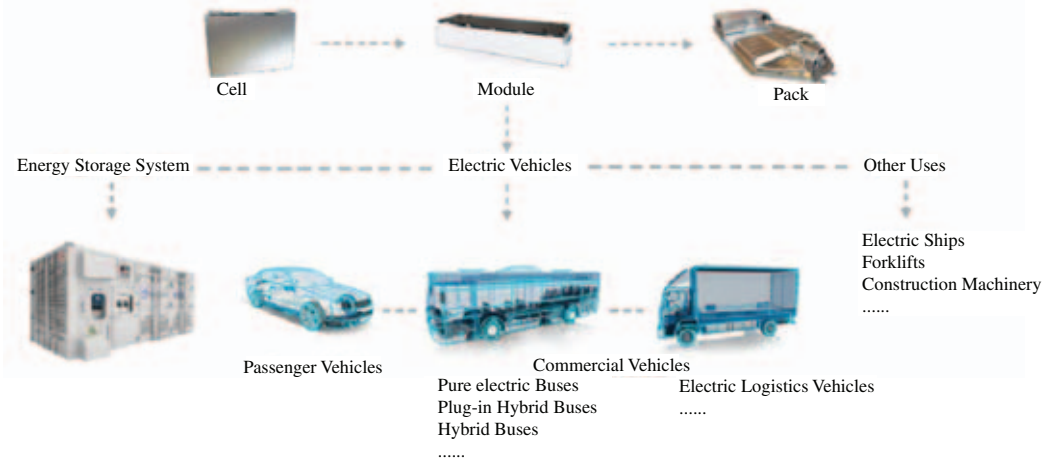 Cell
Module
Pack
Energy Storage System
Electric Vehicles
Other Uses
Electric Ships
Forklifts
Construction Machinery
......
Passenger Vehicles
Commercial Vehicles
Pure electric Buses
Plug-in Hybrid Buses
Hybrid Buses
......
Electric Logistics Vehicles
......